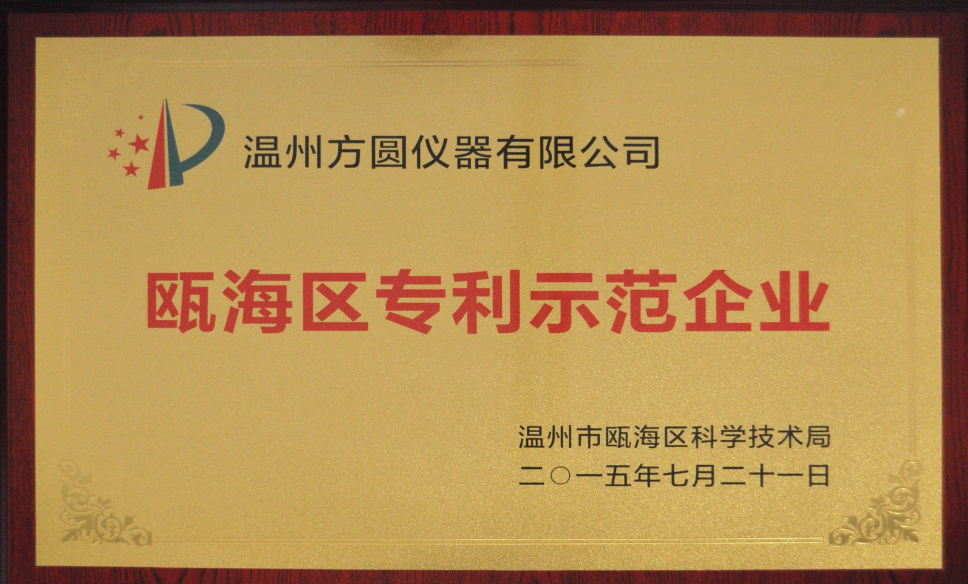 温州方圆仪器有限公司
瓯海区专利示范企业
温州市瓯海区科学技术局
二〇一五年七月二十一日